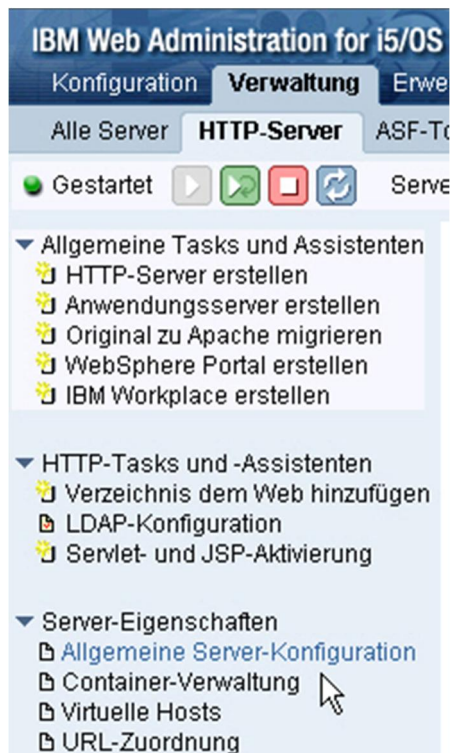 IBM Web Administration for i5/OS
Konfiguration Verwaltung Erwe
Alle Server HTTP-Server ASF-To
Gestartet Serve
Allgemeine Tasks und Assistenten
HTTP-Server erstellen
Anwendungsserver erstellen
Original zu Apache migrieren
WebSphere Portal erstellen
IBM Workplace erstellen
HTTP-Tasks und -Assistenten
Verzeichnis dem Web hinzufügen
LDAP-Konfiguration
Servlet- und JSP-Aktivierung
Server-Eigenschaften
Allgemeine Server-Konfiguration
Container-Verwaltung
Virtuelle Hosts
URL-Zuordnung